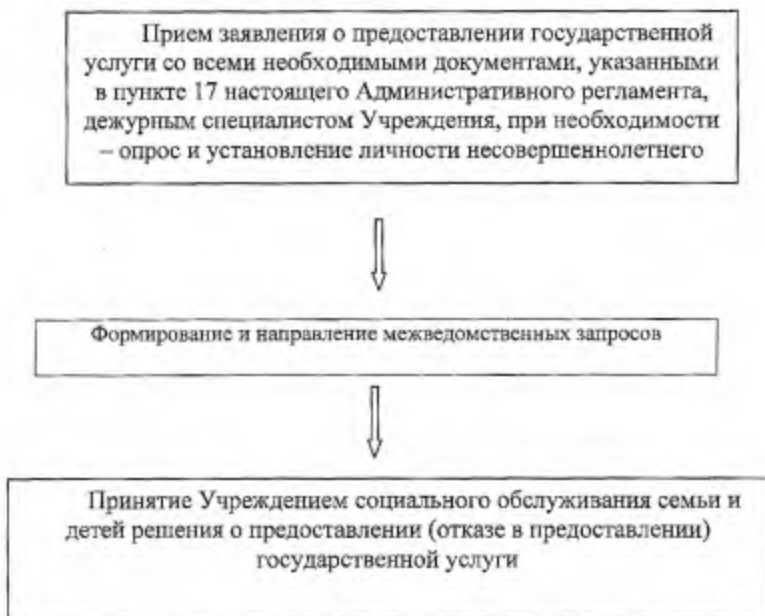 Прием заявления о предоставлении государственной
услуги со всеми необходимыми документами, указанными
в пункте 17 настоящего Административного регламента,
дежурным специалистом Учреждения, при необходимости
– опрос и установление личности несовершеннолетнего
Формирование и направление межведомственных запросов
Принятие Учреждением социального обслуживания семьи и
детей решения о предоставлении (отказе в предоставлении)
государственной услуги